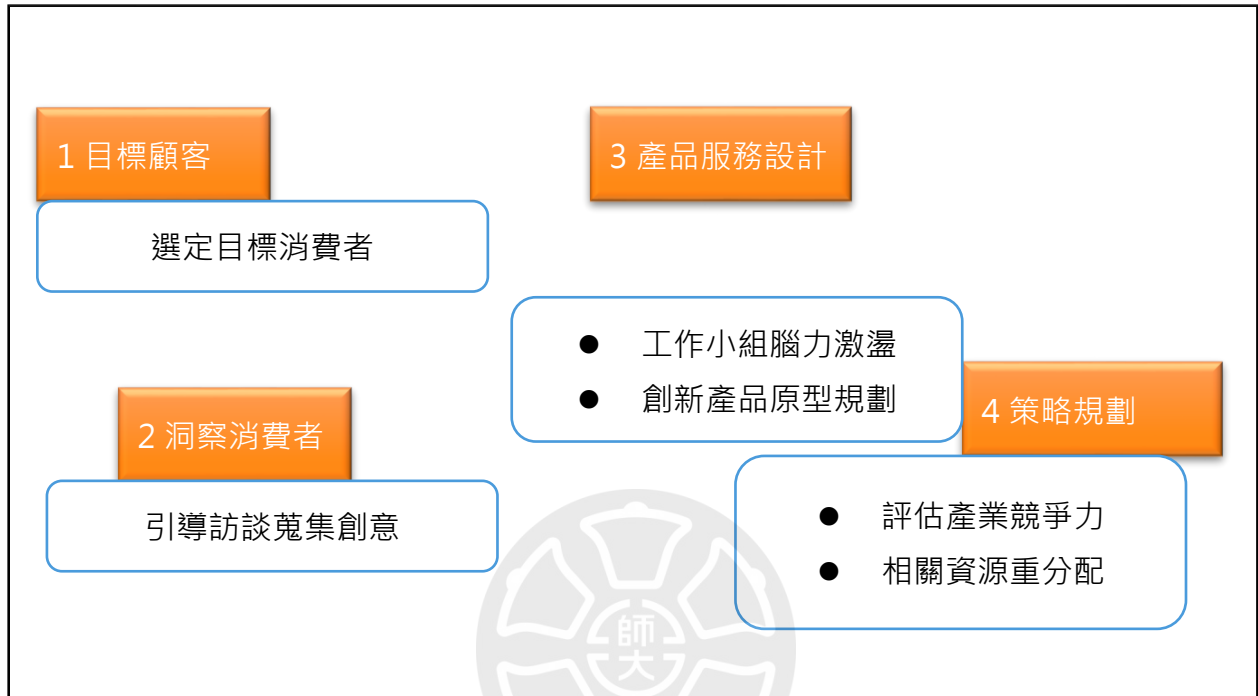 1 目標顧客
選定目標消費者
2 洞察消費者
引導訪談蒐集創意
3 產品服務設計
● 工作小組腦力激盪
● 創新產品原型規劃
4 策略規劃
● 評估產業競爭力
● 相關資源重分配
師大